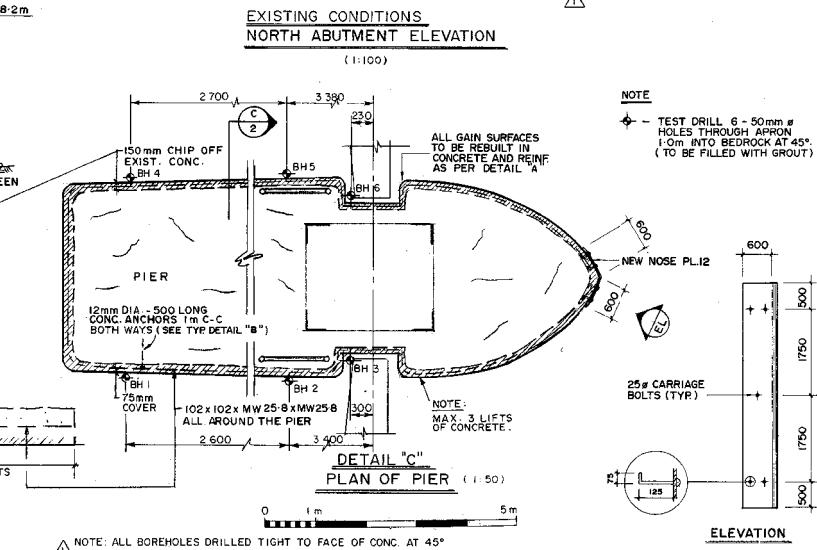 8·2m
EXISTING CONDITIONS
NORTH ABUTMENT ELEVATION
(1:100)
2 700
3 380
230
C
2
NOTE
- TEST DRILL 6 - 50mm ø
HOLES THROUGH APRON
1·0m INTO BEDROCK AT 45°.
( TO BE FILLED WITH GROUT)
150mm CHIP OFF
EXIST. CONC.
ALL GAIN SURFACES
TO BE REBUILT IN
CONCRETE AND REINF.
AS PER DETAIL "A"
EEN
BH 4
BH 5
BH 6
600
600
NEW NOSE PL.12
PIER
600
500
EL
12mm DIA. - 500 LONG
CONC. ANCHORS 1m C-C
BOTH WAYS (SEE TYP. DETAIL "B")
1750
BH 1
BH 2
BH 3
25ø CARRIAGE
BOLTS (TYP.)
75mm
COVER
102 x 102 x MW 25·8 x MW25·8
ALL AROUND THE PIER
300
NOTE:
MAX. 3 LIFTS
OF CONCRETE.
1750
2 600
3 400
DETAIL "C"
PLAN OF PIER (1:50)
TS
75
125
500
0 1m 5m
ELEVATION
NOTE: ALL BOREHOLES DRILLED TIGHT TO FACE OF CONC. AT 45°